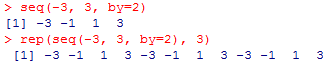 > seq(-3, 3, by=2)
[1] -3 -1  1  3
> rep(seq(-3, 3, by=2), 3)
 [1] -3 -1  1  3 -3 -1  1  3 -3 -1  1  3